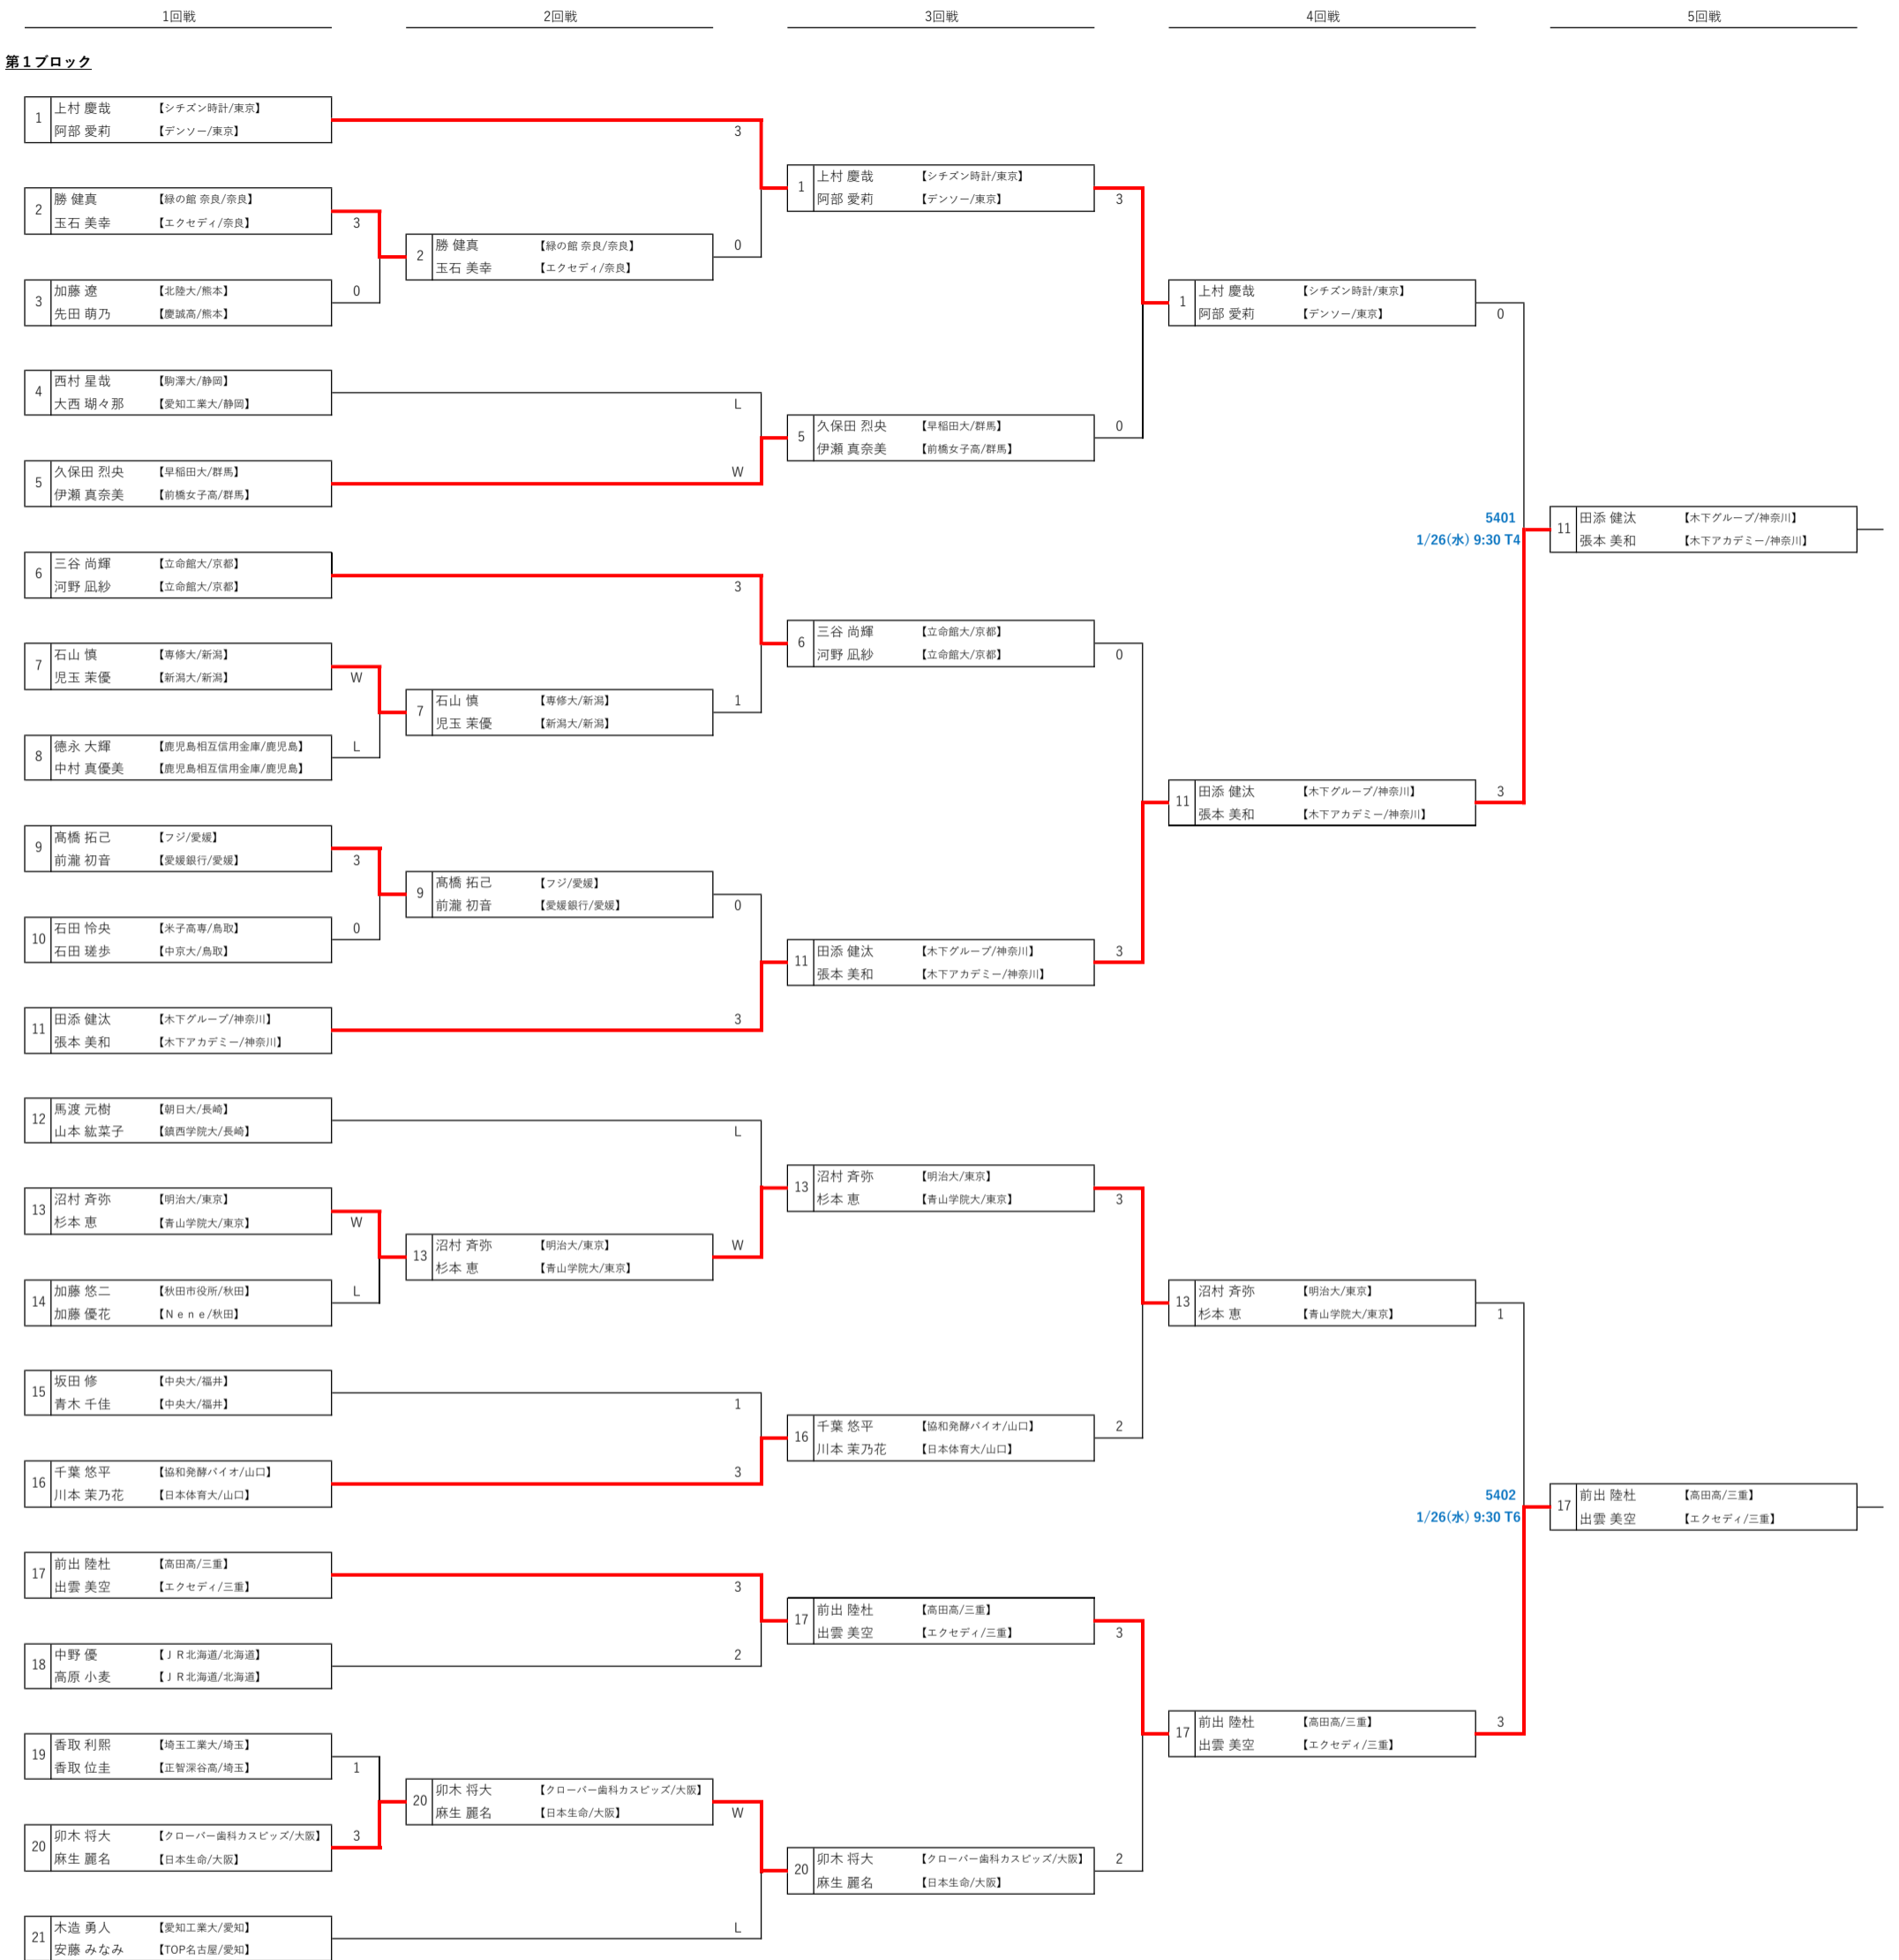 1回戦 2回戦 3回戦 4回戦 5回戦
第１ブロック
1 上村 慶哉 【シチズン時計/東京】
阿部 愛莉 【デンソー/東京】
3
2 勝 健真 【緑の館 奈良/奈良】
玉石 美幸 【エクセディ/奈良】
3
3 加藤 遼 【北陸大/熊本】
先田 萌乃 【慶誠高/熊本】
0
4 西村 星哉 【駒澤大/静岡】
大西 瑚々那 【愛知工業大/静岡】
L
5 久保田 烈央 【早稲田大/群馬】
伊瀬 真奈美 【前橋女子高/群馬】
W
6 三谷 尚輝 【立命館大/京都】
河野 凪紗 【立命館大/京都】
3
7 石山 慎 【専修大/新潟】
児玉 茉優 【新潟大/新潟】
W
8 德永 大輝 【鹿児島相互信用金庫/鹿児島】
中村 真優美 【鹿児島相互信用金庫/鹿児島】
L
9 髙橋 拓己 【フジ/愛媛】
前瀧 初音 【愛媛銀行/愛媛】
3
10 石田 怜央 【米子高専/鳥取】
石田 瑳歩 【中京大/鳥取】
0
11 田添 健汰 【木下グループ/神奈川】
張本 美和 【木下アカデミー/神奈川】
3
12 馬渡 元樹 【朝日大/長崎】
山本 紘菜子 【鎮西学院大/長崎】
L
13 沼村 斉弥 【明治大/東京】
杉本 恵 【青山学院大/東京】
W
14 加藤 悠二 【秋田市役所/秋田】
加藤 優花 【Ｎｅｎｅ/秋田】
L
15 坂田 修 【中央大/福井】
青木 千佳 【中央大/福井】
1
16 千葉 悠平 【協和発酵バイオ/山口】
川本 茉乃花 【日本体育大/山口】
3
17 前出 陸杜 【高田高/三重】
出雲 美空 【エクセディ/三重】
3
18 中野 優 【ＪＲ北海道/北海道】
高原 小麦 【ＪＲ北海道/北海道】
2
19 香取 利熙 【埼玉工業大/埼玉】
香取 位圭 【正智深谷高/埼玉】
1
20 卯木 将大 【クローバー歯科カスピッズ/大阪】
麻生 麗名 【日本生命/大阪】
3
21 木造 勇人 【愛知工業大/愛知】
安藤 みなみ 【TOP名古屋/愛知】
L
2 勝 健真 【緑の館 奈良/奈良】
玉石 美幸 【エクセディ/奈良】
0
7 石山 慎 【専修大/新潟】
児玉 茉優 【新潟大/新潟】
1
9 髙橋 拓己 【フジ/愛媛】
前瀧 初音 【愛媛銀行/愛媛】
0
13 沼村 斉弥 【明治大/東京】
杉本 恵 【青山学院大/東京】
W
20 卯木 将大 【クローバー歯科カスピッズ/大阪】
麻生 麗名 【日本生命/大阪】
W
1 上村 慶哉 【シチズン時計/東京】
阿部 愛莉 【デンソー/東京】
3
5 久保田 烈央 【早稲田大/群馬】
伊瀬 真奈美 【前橋女子高/群馬】
0
6 三谷 尚輝 【立命館大/京都】
河野 凪紗 【立命館大/京都】
0
11 田添 健汰 【木下グループ/神奈川】
張本 美和 【木下アカデミー/神奈川】
3
13 沼村 斉弥 【明治大/東京】
杉本 恵 【青山学院大/東京】
3
16 千葉 悠平 【協和発酵バイオ/山口】
川本 茉乃花 【日本体育大/山口】
2
17 前出 陸杜 【高田高/三重】
出雲 美空 【エクセディ/三重】
3
20 卯木 将大 【クローバー歯科カスピッズ/大阪】
麻生 麗名 【日本生命/大阪】
2
1 上村 慶哉 【シチズン時計/東京】
阿部 愛莉 【デンソー/東京】
0
11 田添 健汰 【木下グループ/神奈川】
張本 美和 【木下アカデミー/神奈川】
3
13 沼村 斉弥 【明治大/東京】
杉本 恵 【青山学院大/東京】
1
17 前出 陸杜 【高田高/三重】
出雲 美空 【エクセディ/三重】
3
5401
1/26(水) 9:30 T4
11 田添 健汰 【木下グループ/神奈川】
張本 美和 【木下アカデミー/神奈川】
5402
1/26(水) 9:30 T6
17 前出 陸杜 【高田高/三重】
出雲 美空 【エクセディ/三重】